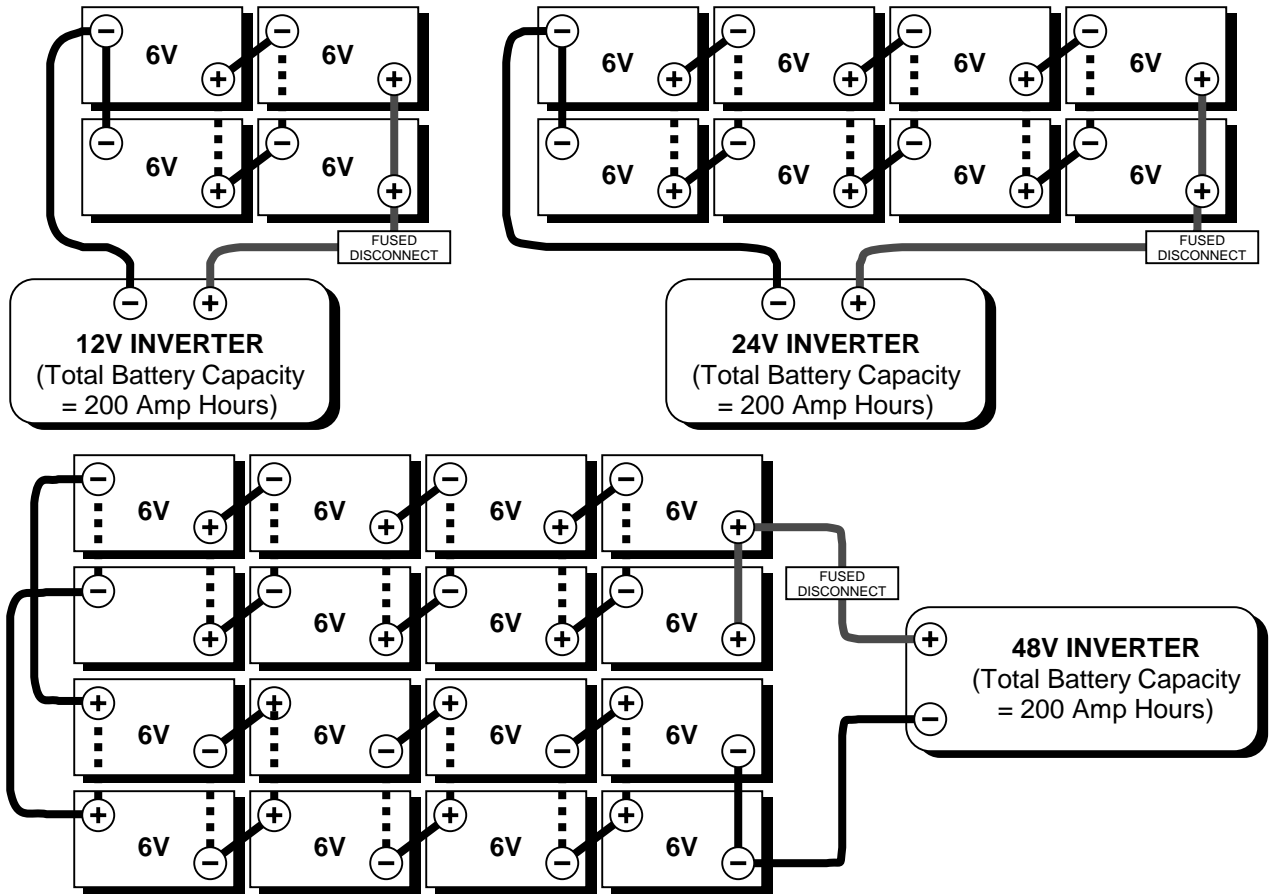 6V 6V
6V 6V
FUSED
DISCONNECT
− +
12V INVERTER
(Total Battery Capacity
= 200 Amp Hours)
6V 6V 6V 6V
6V 6V 6V 6V
FUSED
DISCONNECT
− +
24V INVERTER
(Total Battery Capacity
= 200 Amp Hours)
6V 6V 6V 6V
6V 6V 6V
6V 6V 6V 6V
6V 6V 6V 6V
FUSED
DISCONNECT
+
−
48V INVERTER
(Total Battery Capacity
= 200 Amp Hours)